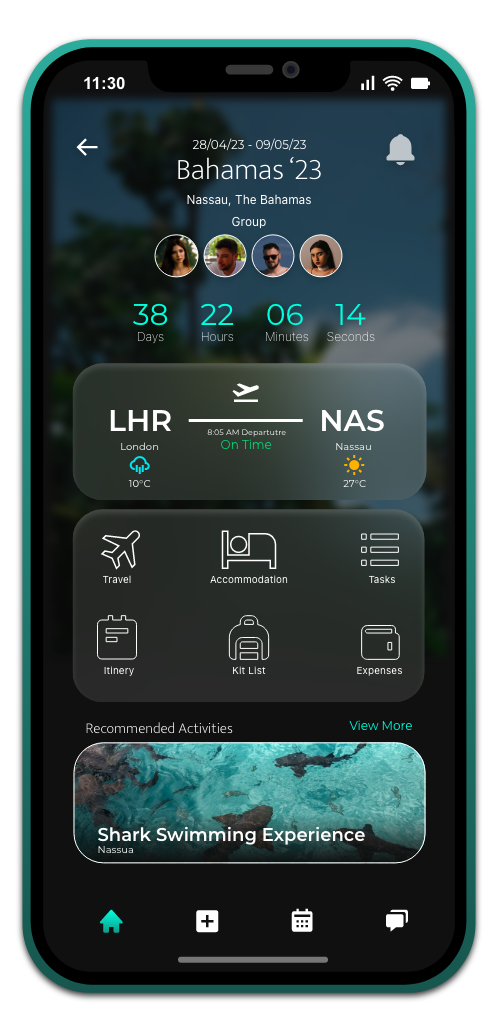 11:30
28/04/23 - 09/05/23
Bahamas ‘23
Nassau, The Bahamas
Group
38 22 06 14
Days Hours Minutes Seconds
LHR NAS
8:05 AM Departutre
On Time
London Nassau
10°C 27°C
Travel Accommodation Tasks
Itinery Kit List Expenses
Recommended Activities View More
Shark Swimming Experience
Nassua